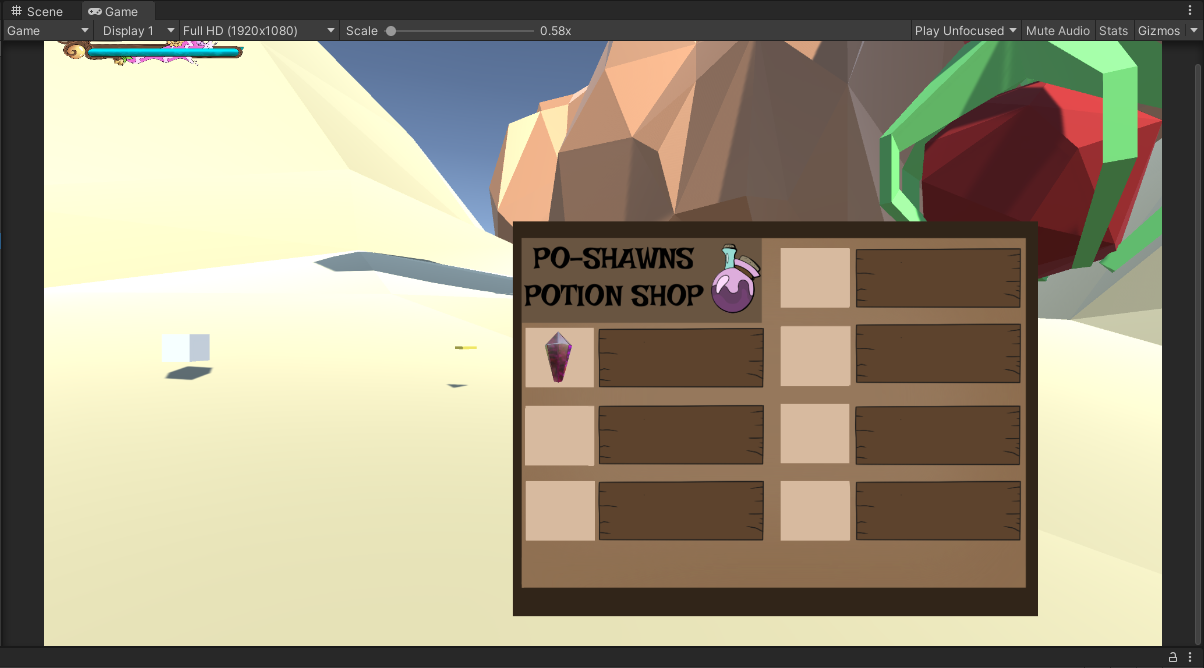 Scene Game
Game Display 1 Full HD (1920x1080) Scale 0.58x Play Unfocused Mute Audio Stats Gizmos
PO-SHAWNS
POTION SHOP